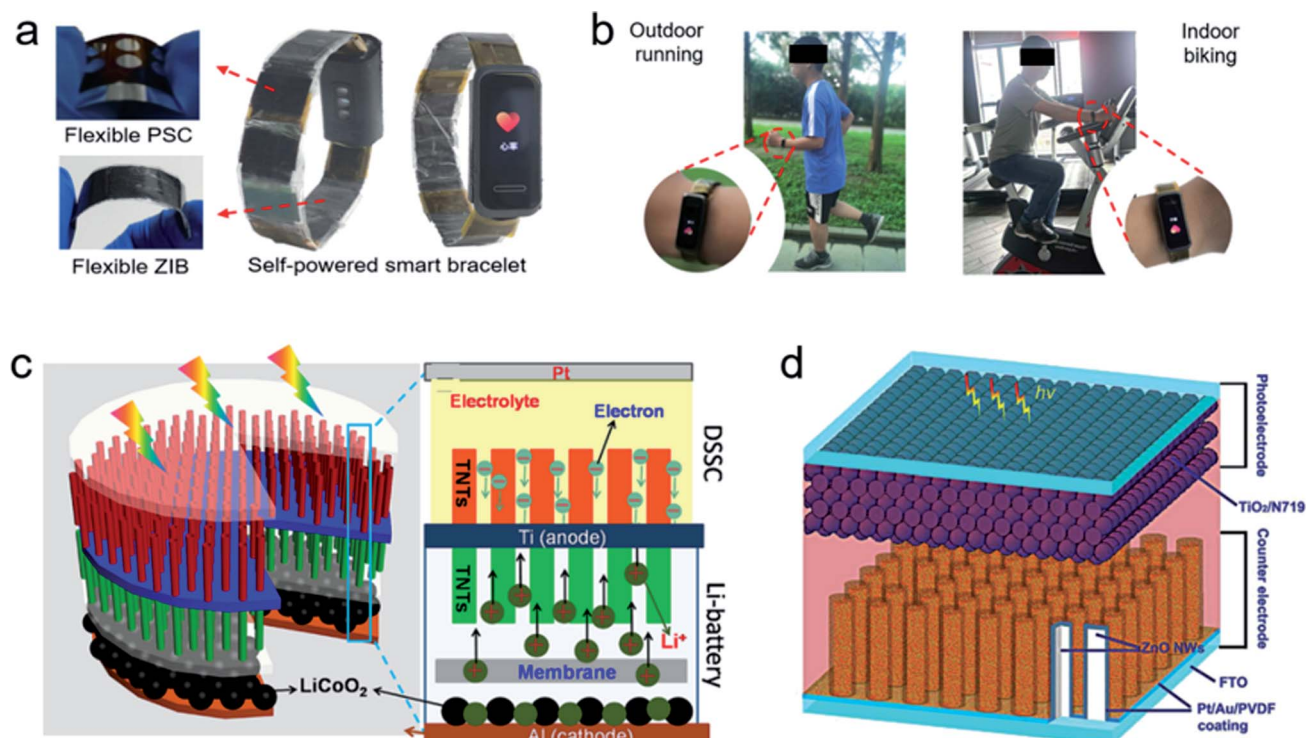 a
Flexible PSC
Flexible ZIB
心率
Self-powered smart bracelet
b
Outdoor
running
Indoor
biking
c
Pt
Electrolyte
Electron
TNTs
DSSC
Ti (anode)
TNTs
Li⁺
Membrane
Li-battery
LiCoO₂
Al (cathode)
d
hν
Photoelectrode
TiO₂/N719
Counter electrode
ZnO NWs
FTO
Pt/Au/PVDF
coating